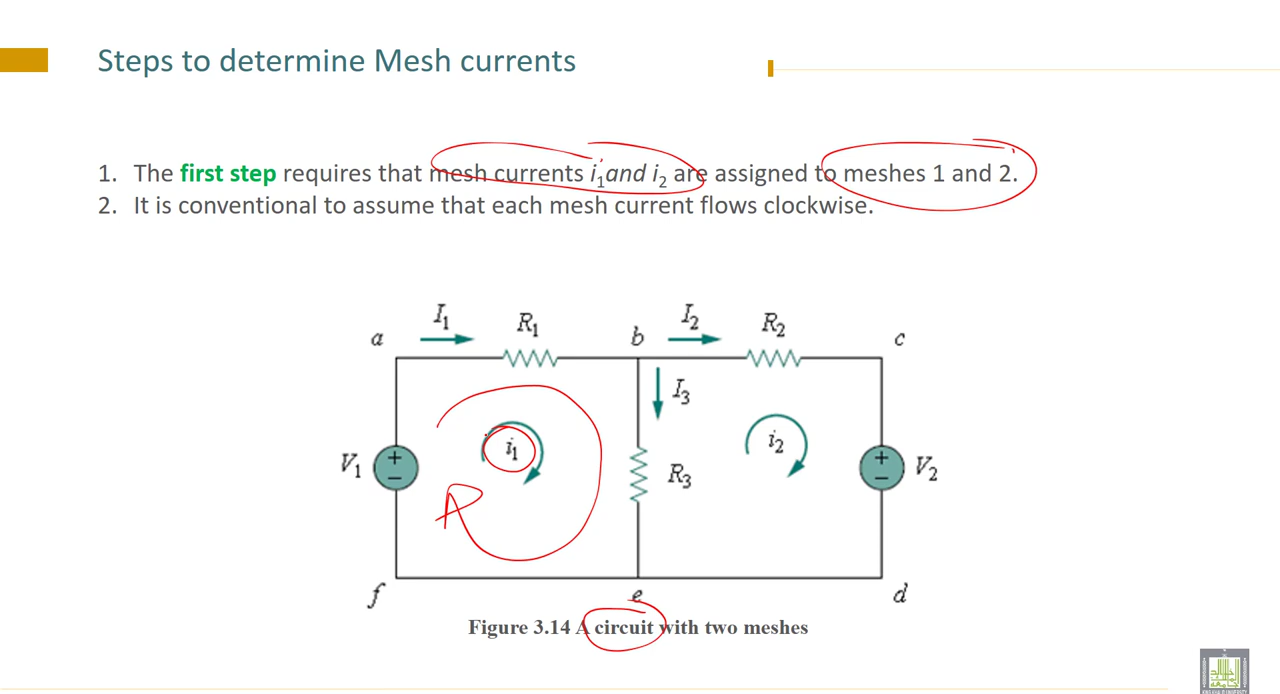 Steps to determine Mesh currents
1. The first step requires that mesh currents i₁and i₂ are assigned to meshes 1 and 2.
2. It is conventional to assume that each mesh current flows clockwise.
a I₁ R₁ b I₂ R₂ c
I₃
i₁ i₂
V₁ + − R₃ + − V₂
f e d
Figure 3.14 A circuit with two meshes